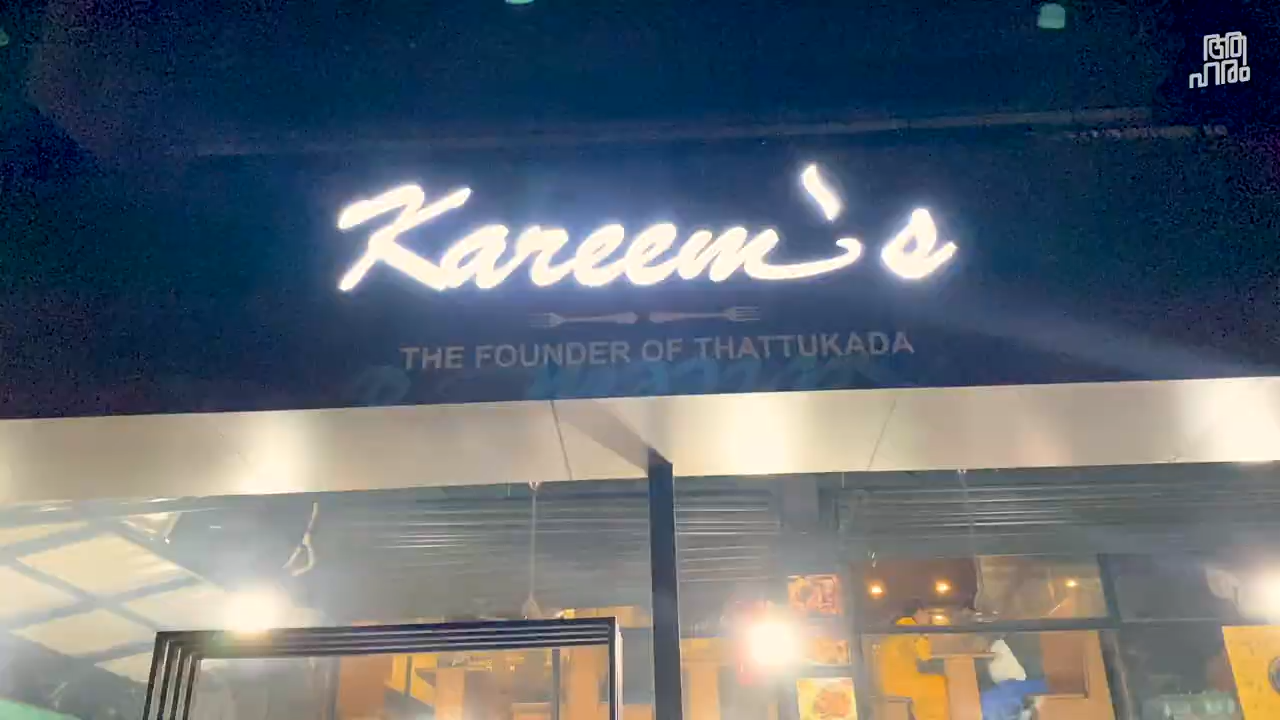 ആ
ഹാരം
Kareem's
THE FOUNDER OF THATTUKADA